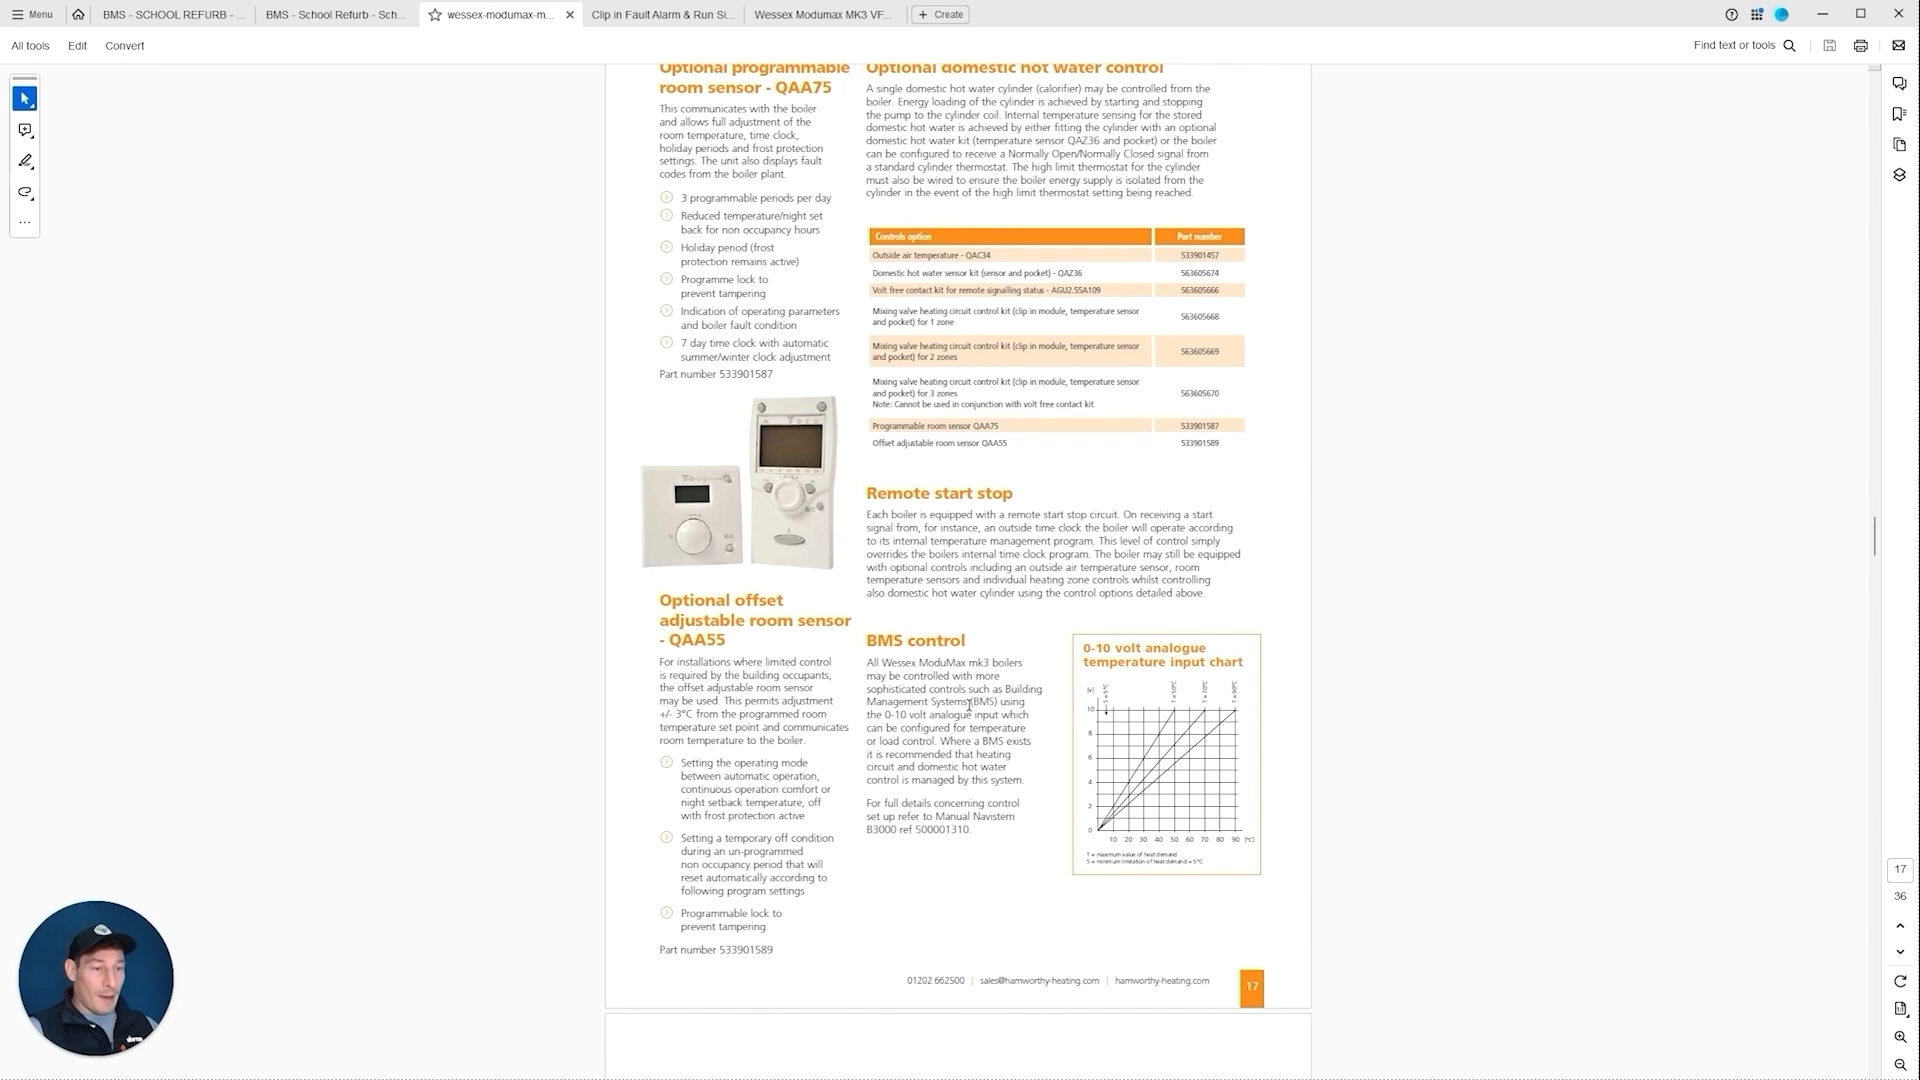 Menu
BMS - SCHOOL REFURB - ...
BMS - School Refurb - Sch...
wessex-modumax-m...
Clip in Fault Alarm & Run Si...
Wessex Modumax MK3 VF...
Create
All tools
Edit
Convert
Find text or tools
Optional programmable
room sensor - QAA75
This communicates with the boiler
and allows full adjustment of the
room temperature, time clock,
holiday periods and frost protection
settings. The unit also displays fault
codes from the boiler plant.
3 programmable periods per day
Reduced temperature/night set
back for non occupancy hours
Holiday period (frost
protection remains active)
Programme lock to
prevent tampering
Indication of operating parameters
and boiler fault condition
7 day time clock with automatic
summer/winter clock adjustment
Part number 533901587
Optional offset
adjustable room sensor
- QAA55
For installations where limited control
is required by the building occupants,
the offset adjustable room sensor
may be used. This permits adjustment
+/- 3°C from the programmed room
temperature set point and communicates
room temperature to the boiler.
Setting the operating mode
between automatic operation,
continuous operation comfort or
night setback temperature, off
with frost protection active
Setting a temporary off condition
during an un-programmed
non occupancy period that will
reset automatically according to
following program settings
Programmable lock to
prevent tampering.
Part number 533901589
Optional domestic hot water control
A single domestic hot water cylinder (calorifier) may be controlled from the
boiler. Energy loading of the cylinder is achieved by starting and stopping
the pump to the cylinder coil. Internal temperature sensing for the stored
domestic hot water is achieved by either fitting the cylinder with an optional
domestic hot water kit (temperature sensor QAZ36 and pocket) or the boiler
can be configured to receive a Normally Open/Normally Closed signal from
a standard cylinder thermostat. The high limit thermostat for the cylinder
must also be wired to ensure the boiler energy supply is isolated from the
cylinder in the event of the high limit thermostat setting being reached.
Controls option Part number
Outside air temperature - QAC34 533901457
Domestic hot water sensor kit (sensor and pocket) - QAZ36 563605674
Volt free contact kit for remote signalling status - AGU2.55A109 563605666
Mixing valve heating circuit control kit (clip in module, temperature sensor
and pocket) for 1 zone 563605668
Mixing valve heating circuit control kit (clip in module, temperature sensor
and pocket) for 2 zones 563605669
Mixing valve heating circuit control kit (clip in module, temperature sensor
and pocket) for 3 zones 563605670
Note: Cannot be used in conjunction with volt free contact kit
Programmable room sensor QAA75 533901587
Offset adjustable room sensor QAA55 533901589
Remote start stop
Each boiler is equipped with a remote start stop circuit. On receiving a start
signal from, for instance, an outside time clock the boiler will operate according
to its internal temperature management program. This level of control simply
overrides the boilers internal time clock program. The boiler may still be equipped
with optional controls including an outside air temperature sensor, room
temperature sensors and individual heating zone controls whilst controlling
also domestic hot water cylinder using the control options detailed above.
BMS control
All Wessex ModuMax mk3 boilers
may be controlled with more
sophisticated controls such as Building
Management Systems (BMS) using
the 0-10 volt analogue input which
can be configured for temperature
or load control. Where a BMS exists
it is recommended that heating
circuit and domestic hot water
control is managed by this system.
For full details concerning control
set up refer to Manual Navistem
B3000 ref 500001310.
0-10 volt analogue
temperature input chart
[v] S = 5°C T = 50°C T = 70°C T = 90°C
10
8
6
4
2
0
10 20 30 40 50 60 70 80 90 [°C]
T = maximum value of heat demand
S = minimum limitation of heat demand = 5°C
01202 662500 | sales@hamworthy-heating.com | hamworthy-heating.com
17
17
36